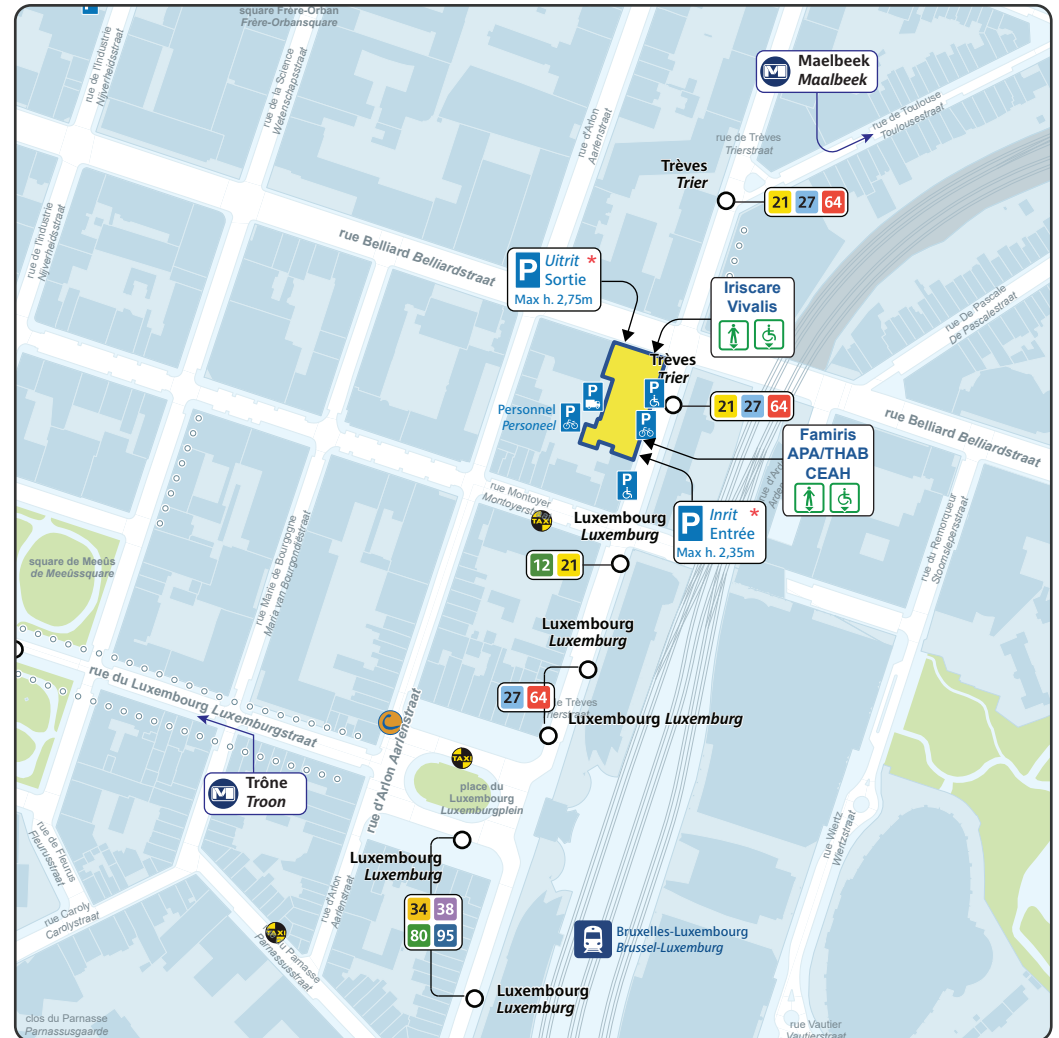 square Frère-Orban
Frère-Orbansquare
rue de l'Industrie
Nijverheidsstraat
rue de la Science
Wetenschapsstraat
rue d'Arlon
Aarlenstraat
Maelbeek
Maalbeek
rue de Toulouse
Toulousestraat
rue de Trèves
Trierstraat
Trèves
Trier
21 27 64
rue de l'Industrie
Nijverheidsstraat
rue Belliard Belliardstraat
P Uitrit *
Sortie
Max h. 2,75m
Iriscare
Vivalis
rue De Pascale
De Pascalestraat
Trèves
Trier
P
P
P
P
Personnel
Personeel
21 27 64
rue Belliard Belliardstraat
Famiris
APA/THAB
CEAH
P
rue Montoyer
TAXI
Luxembourg
Luxemburg
P Inrit *
Entrée
Max h. 2,35m
12 21
rue du Remorqueur
Stoomslepersstraat
square de Meeûs
de Meeûssquare
rue Marie de Bourgogne
Maria van Bourgondiëstraat
Luxembourg
Luxemburg
27 64
Trèves
Luxembourg Luxemburg
rue du Luxembourg Luxemburgstraat
rue d'Arlon Aarlenstraat
TAXI
M Trône
Troon
place du
Luxembourg
Luxemburgplein
rue Wiertz
Wiertzstraat
rue de Fleurus
Fleurusstraat
Luxembourg
Luxemburg
rue d'Arlon
Aarlenstraat
34 38
80 95
rue Caroly
Carolystraat
TAXI
du Parnasse
Parnassusstraat
Bruxelles-Luxembourg
Brussel-Luxemburg
Luxembourg
Luxemburg
clos du Parnasse
Parnassusgaarde
rue Vautier
Vautierstraat